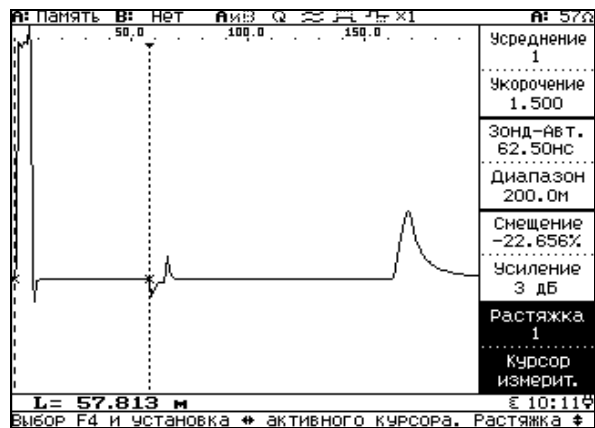 A: Память B: Нет АиВ Q ×1 A: 57Ω
50.0 100.0 150.0
Усреднение
1
Укорочение
1.500
Зонд-Авт.
62.50нс
Диапазон
200.0м
Смещение
-22.656%
Усиление
3 дБ
Растяжка
1
Курсор
измерит.
L= 57.813 м
10:11
Выбор F4 и установка ↔ активного курсора. Растяжка ↕